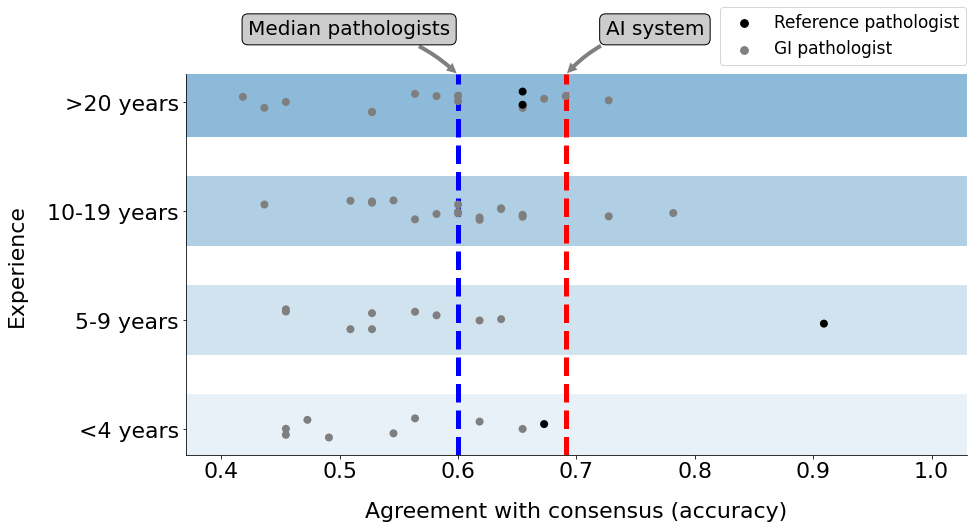 Median pathologists
AI system
Reference pathologist
GI pathologist
>20 years
10-19 years
5-9 years
<4 years
Experience
0.4 0.5 0.6 0.7 0.8 0.9 1.0
Agreement with consensus (accuracy)